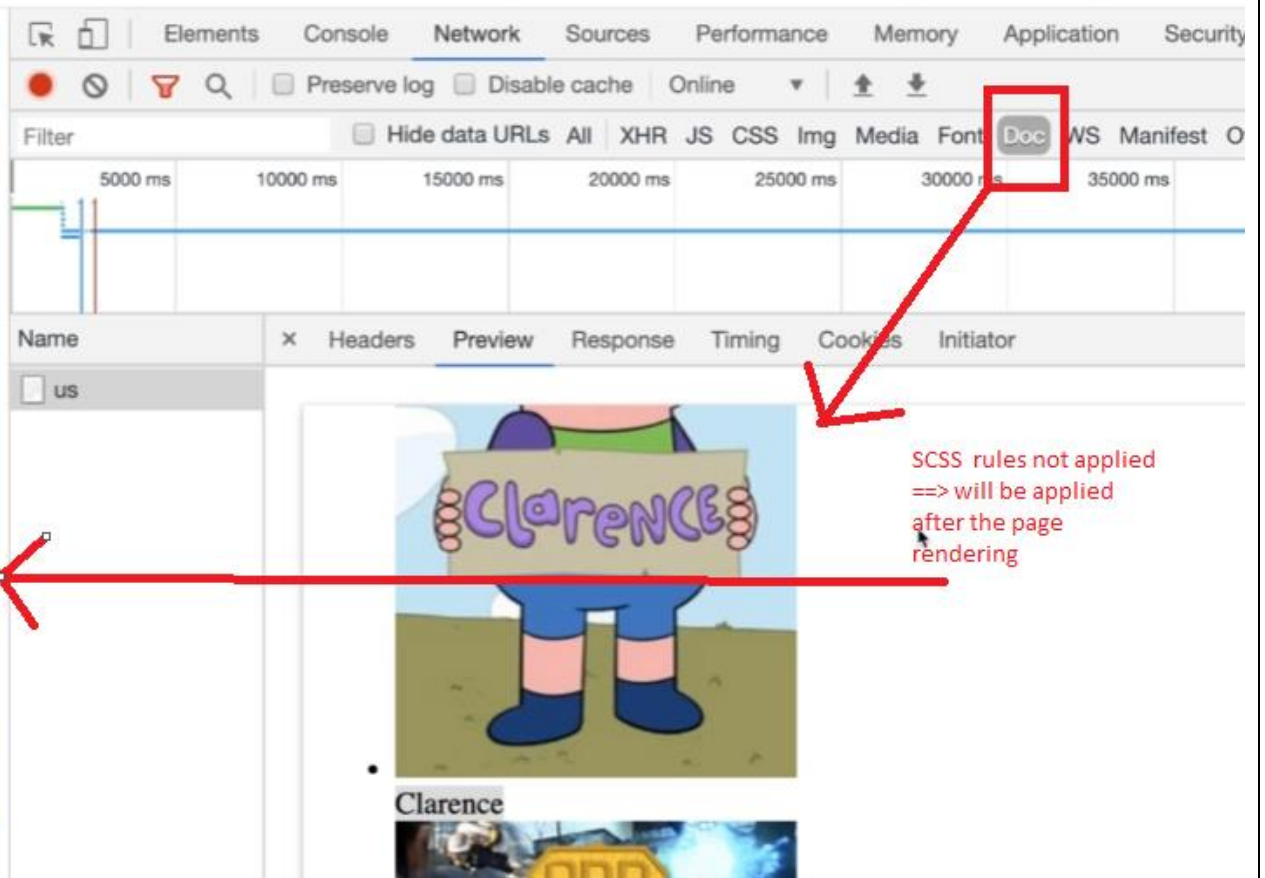 Elements Console Network Sources Performance Memory Application Security
Preserve log Disable cache Online
Filter Hide data URLs All XHR JS CSS Img Media Font Doc WS Manifest O
5000 ms 10000 ms 15000 ms 20000 ms 25000 ms 30000 ms 35000 ms
Name
× Headers Preview Response Timing Cookies Initiator
us
Clarence
SCSS rules not applied
==> will be applied
after the page
rendering
Clarence